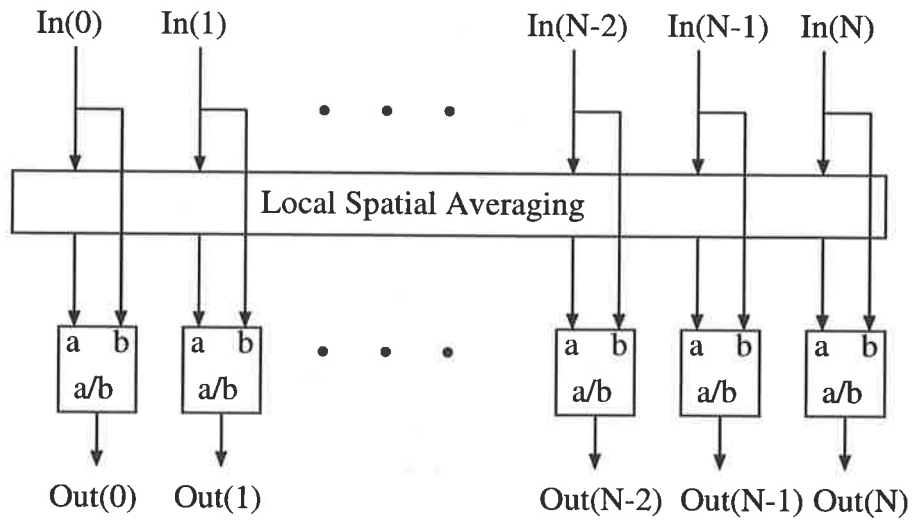 In(0) In(1) In(N-2) In(N-1) In(N)
Local Spatial Averaging
a b a b a b a b a b
a/b a/b a/b a/b a/b
Out(0) Out(1) Out(N-2) Out(N-1) Out(N)